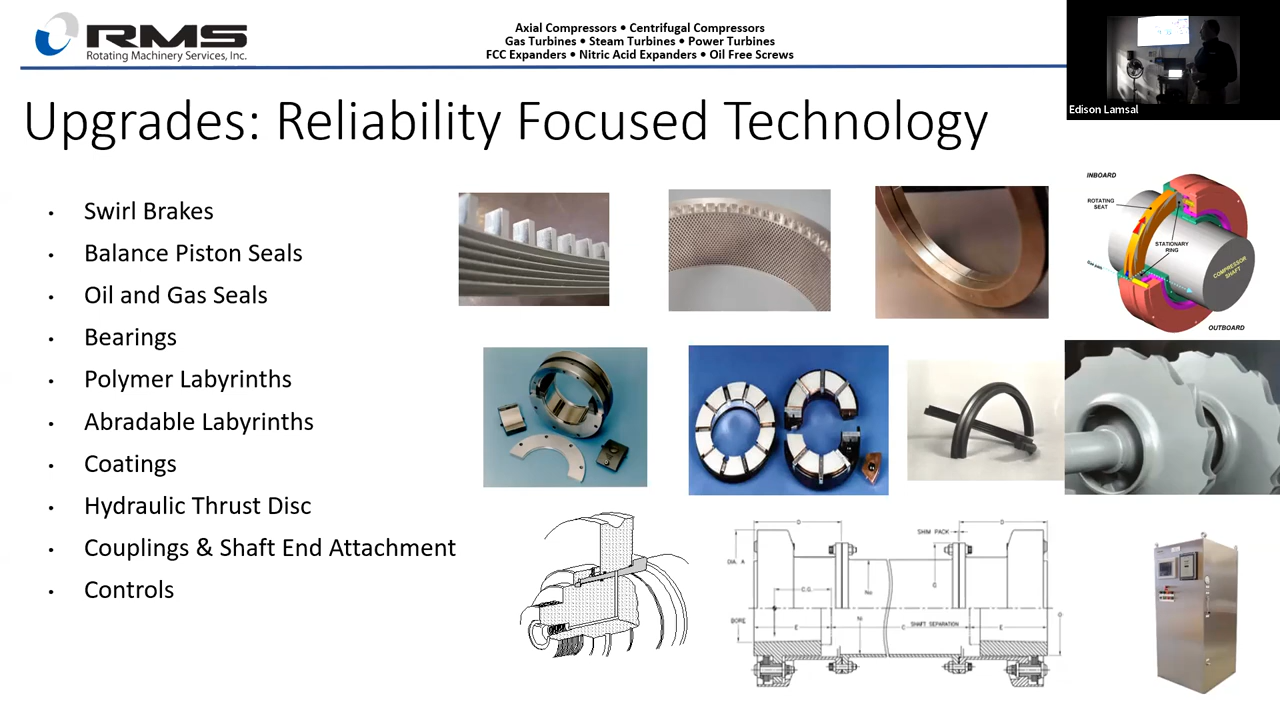 RMS
Rotating Machinery Services, Inc.
Axial Compressors • Centrifugal Compressors
Gas Turbines • Steam Turbines • Power Turbines
FCC Expanders • Nitric Acid Expanders • Oil Free Screws
Edison Lamsal
Upgrades: Reliability Focused Technology
• Swirl Brakes
• Balance Piston Seals
• Oil and Gas Seals
• Bearings
• Polymer Labyrinths
• Abradable Labyrinths
• Coatings
• Hydraulic Thrust Disc
• Couplings & Shaft End Attachment
• Controls
INBOARD
ROTATING
SEAT
STATIONARY
RING
COMPRESSOR
SHAFT
OUTBOARD
D
SHIM PACK
D
DIA. A
G
C.G.
BORE
E
C
SHAFT SEPARATION
E